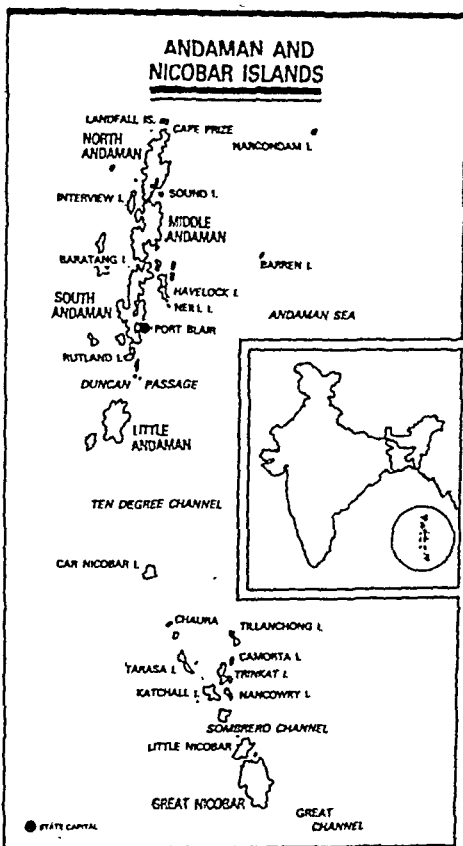 ANDAMAN AND
NICOBAR ISLANDS
LANDFALL IS.
CAPE PRIZE
NORTH
ANDAMAN
NARCONDAM I.
INTERVIEW I.
SOUND I.
MIDDLE
ANDAMAN
BARATANG I.
BARREN I.
HAVELOCK I.
SOUTH
ANDAMAN
NEILL I.
ANDAMAN SEA
PORT BLAIR
RUTLAND I.
DUNCAN PASSAGE
LITTLE
ANDAMAN
TEN DEGREE CHANNEL
CAR NICOBAR I.
CHAURA
TILLANCHONG I.
CAMORTA I.
TARASA I.
TRINKAT I.
KATCHALL I.
NANCOWRY I.
SOMBRERO CHANNEL
LITTLE NICOBAR
GREAT NICOBAR
GREAT
CHANNEL
STATE CAPITAL